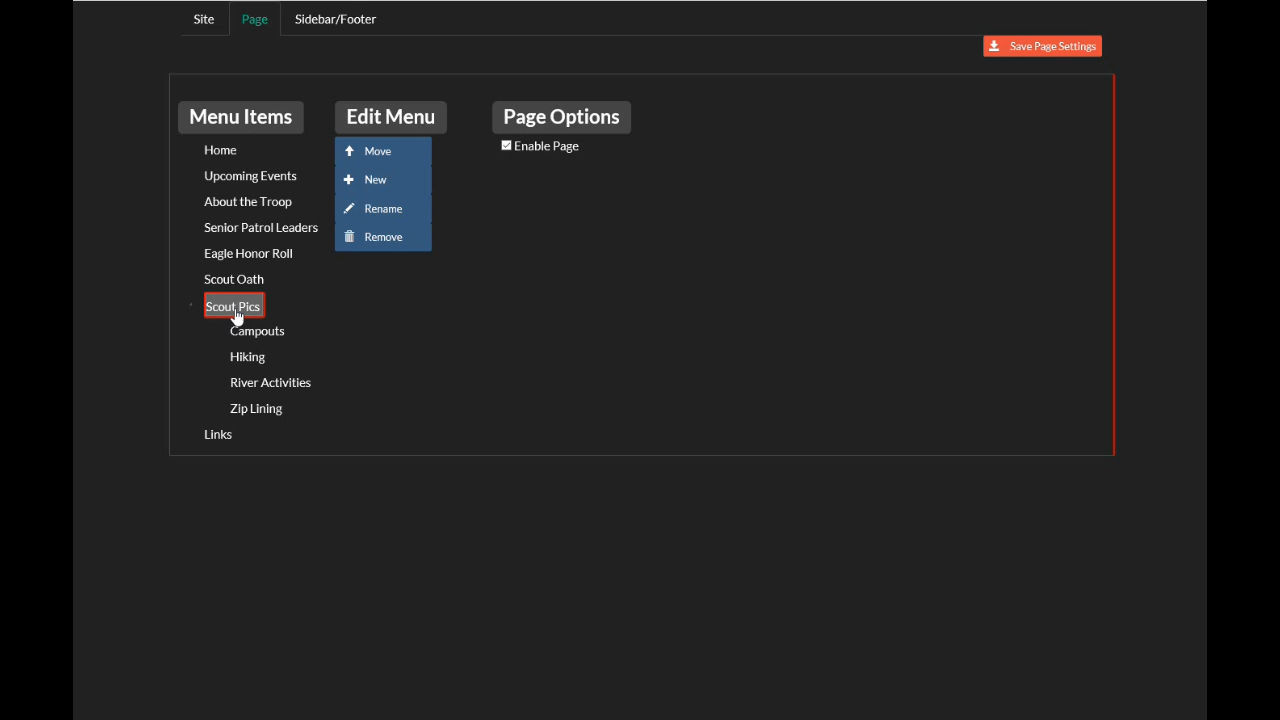 Site
Page
Sidebar/Footer
Save Page Settings
Menu Items
Home
Upcoming Events
About the Troop
Senior Patrol Leaders
Eagle Honor Roll
Scout Oath
Scout Pics
Campouts
Hiking
River Activities
Zip Lining
Links
Edit Menu
Move
New
Rename
Remove
Page Options
Enable Page